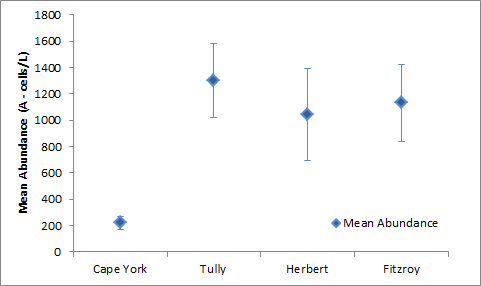 Mean Abundance (A - cells/L)
1800
1600
1400
1200
1000
800
600
400
200
0
Mean Abundance
Cape York
Tully
Herbert
Fitzroy